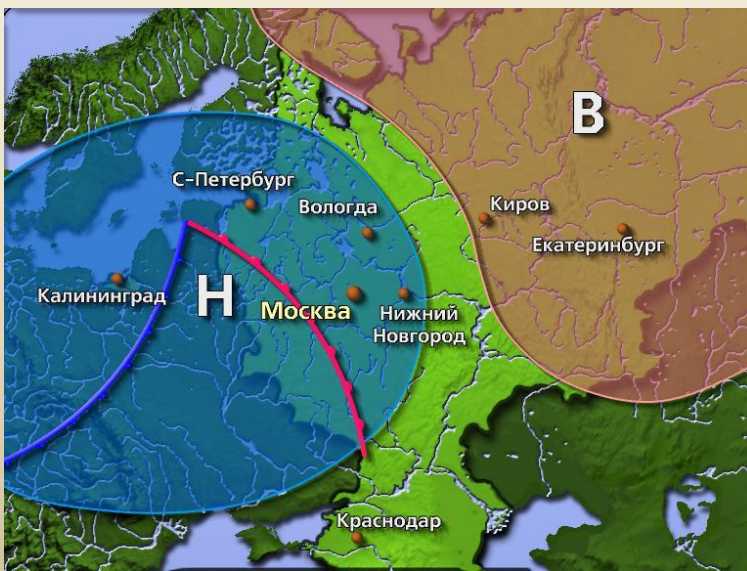 В
С-Петербург
Вологда
Киров
Екатеринбург
Калининград
Н
Москва
Нижний
Новгород
Краснодар